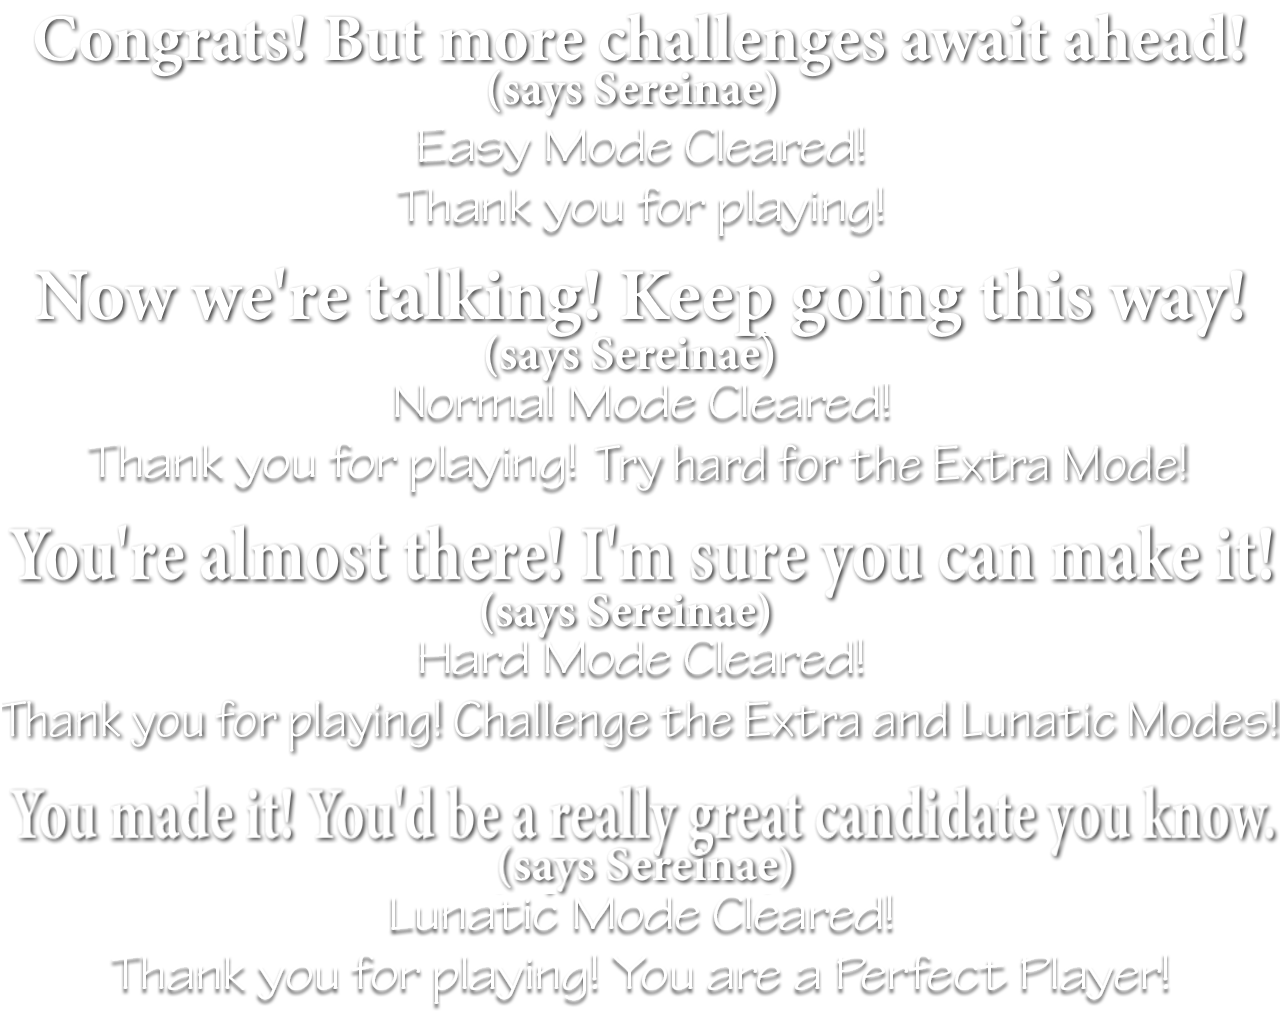 Congrats! But more challenges await ahead!
(says Sereinae)
Easy Mode Cleared!
Thank you for playing!
Now we're talking! Keep going this way!
(says Sereinae)
Normal Mode Cleared!
Thank you for playing! Try hard for the Extra Mode!
You're almost there! I'm sure you can make it!
(says Sereinae)
Hard Mode Cleared!
Thank you for playing! Challenge the Extra and Lunatic Modes!
You made it! You'd be a really great candidate you know.
(says Sereinae)
Lunatic Mode Cleared!
Thank you for playing! You are a Perfect Player!